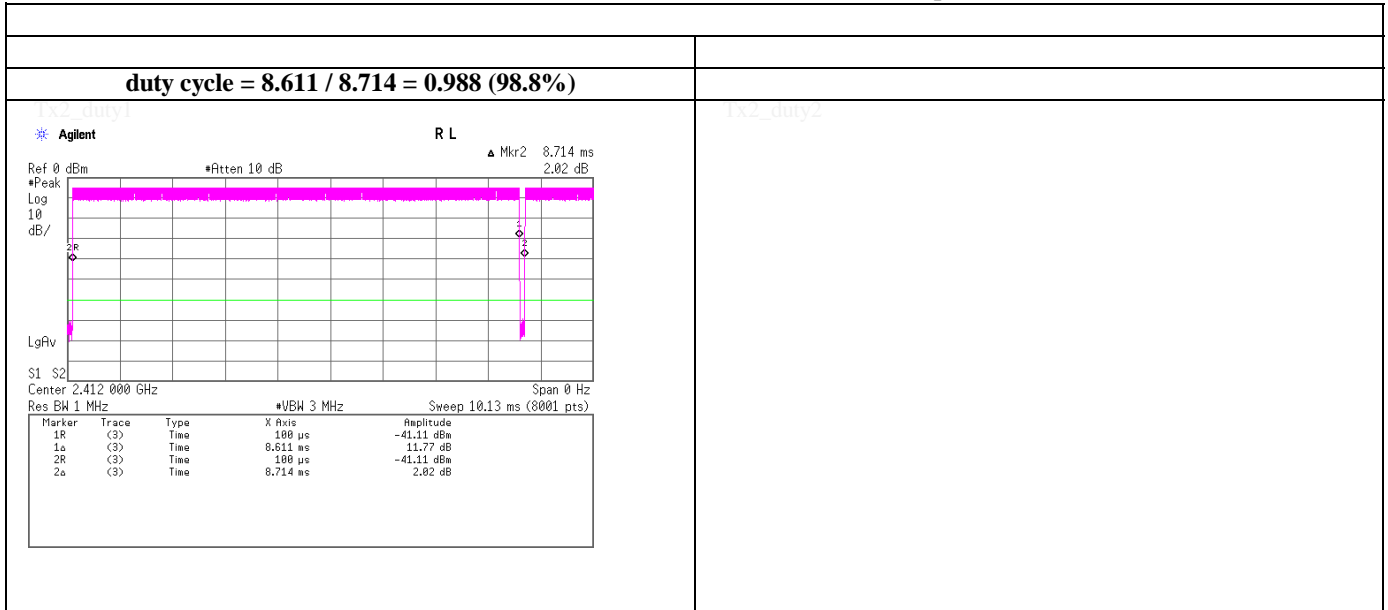 duty cycle = 8.611 / 8.714 = 0.988 (98.8%)
Tx2_duty1
Tx2_duty2
Agilent R L
Δ Mkr2 8.714 ms
Ref 0 dBm #Atten 10 dB 2.02 dB
#Peak
Log
10
dB/
1
2R
2
LgAv
S1 S2
Center 2.412 000 GHz Span 0 Hz
Res BW 1 MHz #VBW 3 MHz Sweep 10.13 ms (8001 pts)
Marker Trace Type X Axis Amplitude
1R (3) Time 100 µs -41.11 dBm
1Δ (3) Time 8.611 ms 11.77 dB
2R (3) Time 100 µs -41.11 dBm
2Δ (3) Time 8.714 ms 2.02 dB